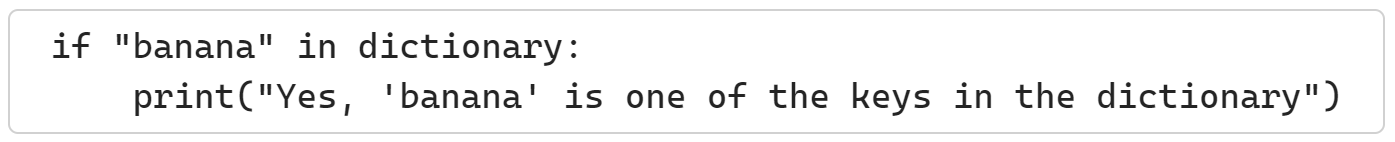 if "banana" in dictionary:
    print("Yes, 'banana' is one of the keys in the dictionary")